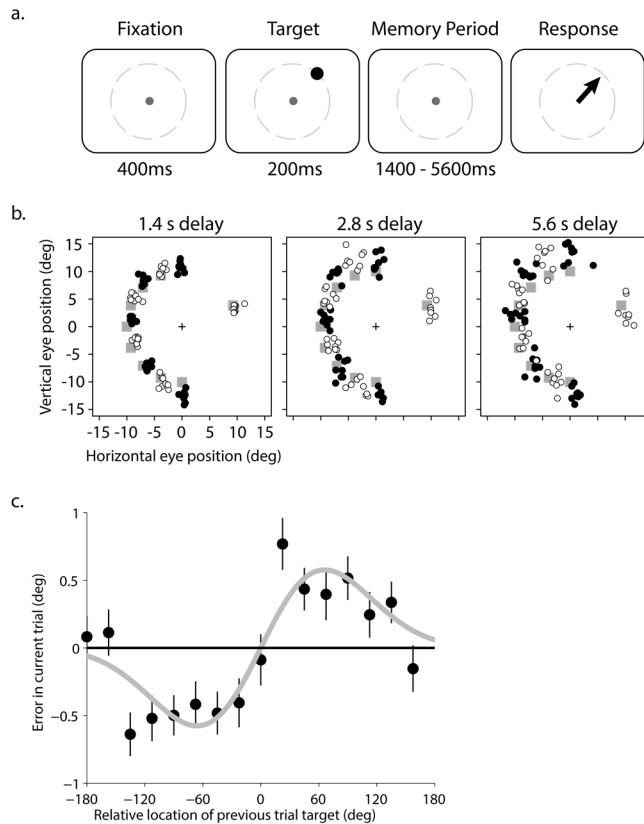 a.
Fixation Target Memory Period Response
400ms 200ms 1400 - 5600ms
b.
1.4 s delay 2.8 s delay 5.6 s delay
Vertical eye position (deg)
15
10
5
0
-5
-10
-15
-15 -10 -5 0 5 10 15
Horizontal eye position (deg)
c.
Error in current trial (deg)
1
0.5
0
−0.5
−1
−180 −120 −60 0 60 120 180
Relative location of previous trial target (deg)